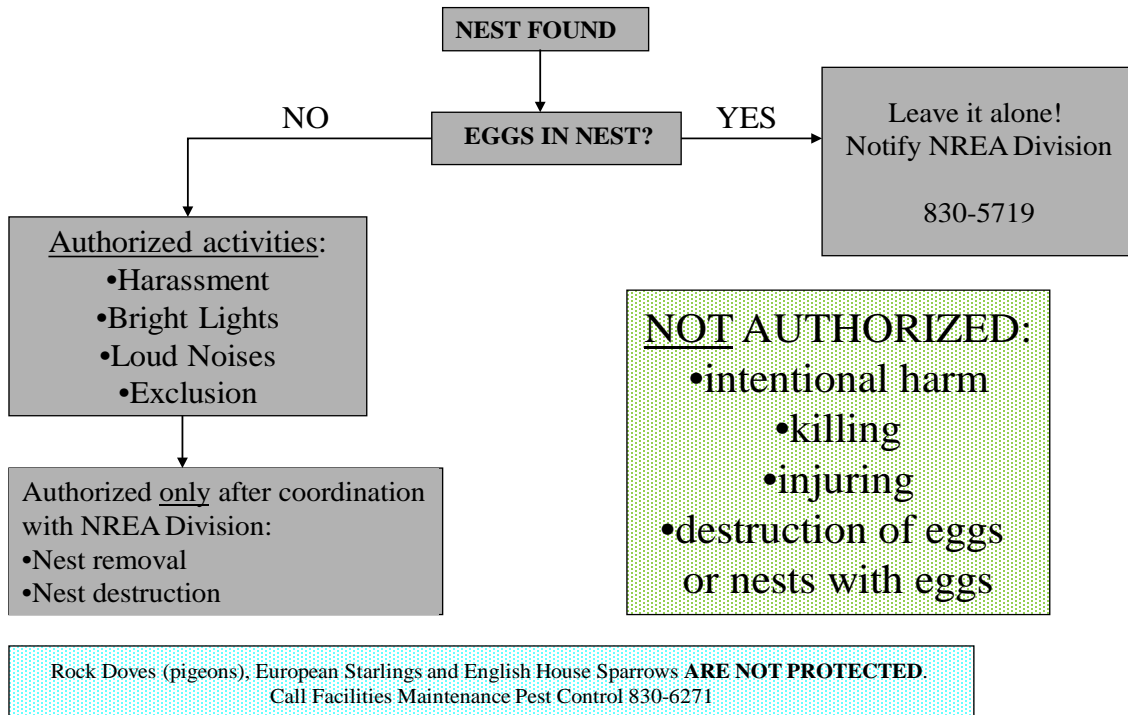 NEST FOUND
EGGS IN NEST?
NO
YES
Leave it alone!
Notify NREA Division
830-5719
Authorized activities:
•Harassment
•Bright Lights
•Loud Noises
•Exclusion
Authorized only after coordination
with NREA Division:
•Nest removal
•Nest destruction
NOT AUTHORIZED:
•intentional harm
•killing
•injuring
•destruction of eggs
or nests with eggs
Rock Doves (pigeons), European Starlings and English House Sparrows ARE NOT PROTECTED.
Call Facilities Maintenance Pest Control 830-6271